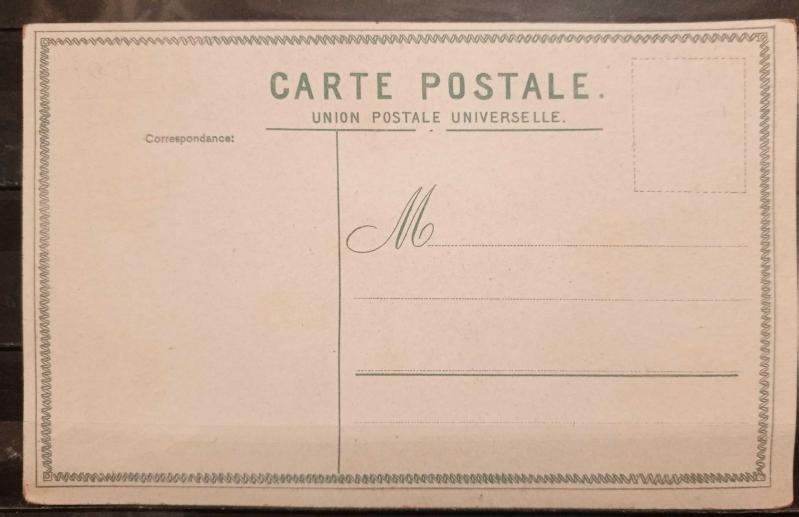 CARTE POSTALE.
UNION POSTALE UNIVERSELLE.
Correspondance:
M